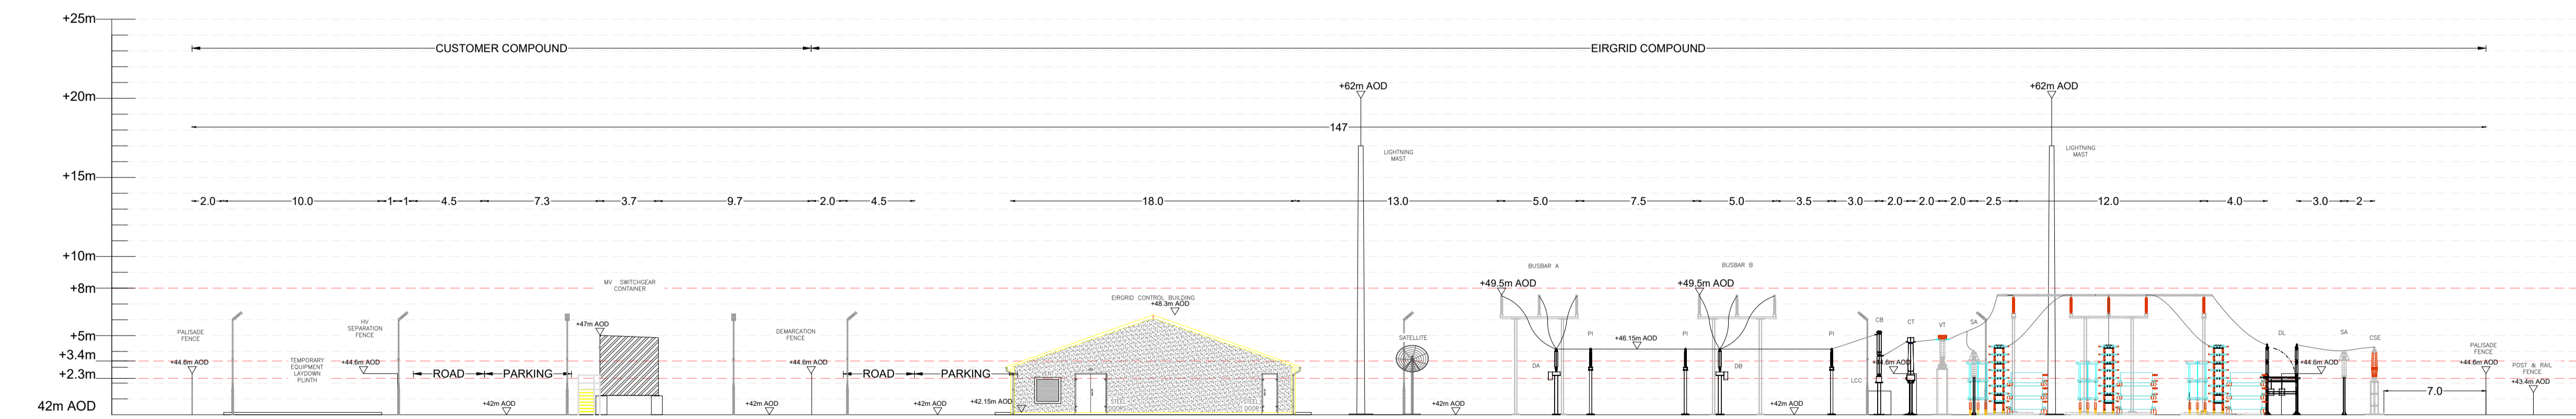 +25m
CUSTOMER COMPOUND
EIRGRID COMPOUND
+62m AOD
+62m AOD
+20m
147
LIGHTNING
MAST
LIGHTNING
MAST
+15m
2.0
10.0
1
1
4.5
7.3
3.7
9.7
2.0
4.5
18.0
13.0
5.0
7.5
5.0
3.5
3.0
2.0
2.0
2.0
2.5
12.0
4.0
3.0
2
+10m
BUSBAR A
BUSBAR B
+8m
MV SWITCHGEAR
CONTAINER
+49.5m AOD
+49.5m AOD
EIRGRID CONTROL BUILDING
+48.3m AOD
+5m
PALISADE
FENCE
HV
SEPARATION
FENCE
+47m AOD
DEMARCATION
FENCE
SATELLITE
PI
+46.15m AOD
PI
PI
CB
CT
VT
SA
DL
SA
CSE
PALISADE
FENCE
+3.4m
+44.6m AOD
TEMPORARY
EQUIPMENT
LAYDOWN
PLINTH
+44.6m AOD
+44.6m AOD
DA
DB
+44.6m AOD
+44.6m AOD
+44.6m AOD
POST & RAIL
FENCE
+2.3m
ROAD
PARKING
ROAD
PARKING
VENT
LCC
+43.4m AOD
7.0
STEEL
DOOR
STEEL
DOOR
42m AOD
+42m AOD
+42m AOD
+42m AOD
+42.15m AOD
+42m AOD
+42m AOD